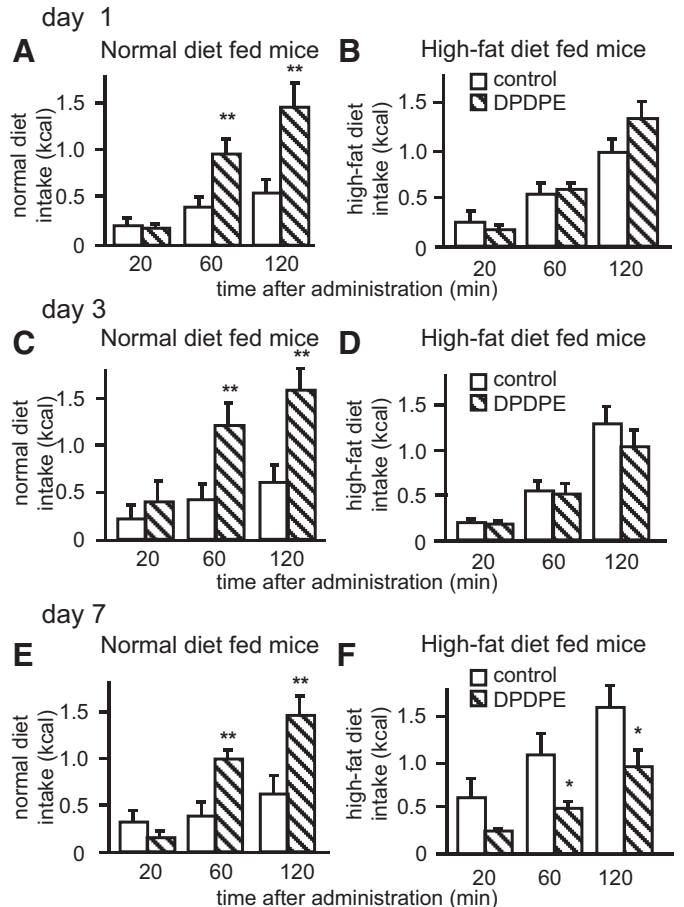 day 1
A Normal diet fed mice
normal diet
intake (kcal)
1.5
1.0
0.5
0
**
**
20 60 120
B High-fat diet fed mice
control
DPDPE
high-fat diet
intake (kcal)
1.5
1.0
0.5
0
20 60 120
time after administration (min)
day 3
C Normal diet fed mice
normal diet
intake (kcal)
1.5
1.0
0.5
0
**
**
20 60 120
D High-fat diet fed mice
control
DPDPE
high-fat diet
intake (kcal)
1.5
1.0
0.5
0
20 60 120
time after administration (min)
day 7
E Normal diet fed mice
normal diet
intake (kcal)
1.5
1.0
0.5
0
**
**
20 60 120
F High-fat diet fed mice
control
DPDPE
high-fat diet
intake (kcal)
1.5
1.0
0.5
0
*
*
20 60 120
time after administration (min)